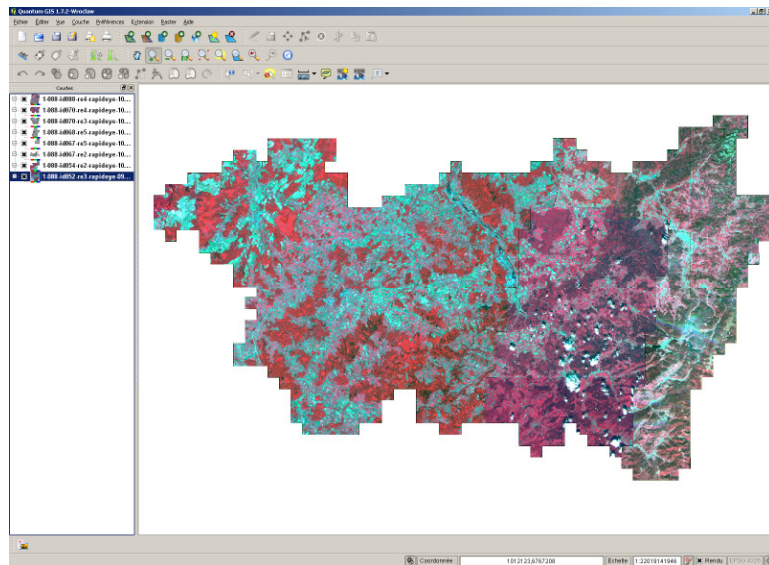 Quantum GIS 1.7.2-Wroclaw
Fichier Éditer Vue Couche Préférences Extension Raster Aide
Couches
1-088-id088-re4-rapideye-10...
1-088-id070-re4-rapideye-10...
1-088-id070-re3-rapideye-10...
1-088-id068-re5-rapideye-10...
1-088-id067-re5-rapideye-10...
1-088-id067-re2-rapideye-10...
1-088-id054-re2-rapideye-10...
1-088-id052-re3-rapideye-09...
Coordonnée 1012123,6767208 Échelle 1:22019141946 Rendu